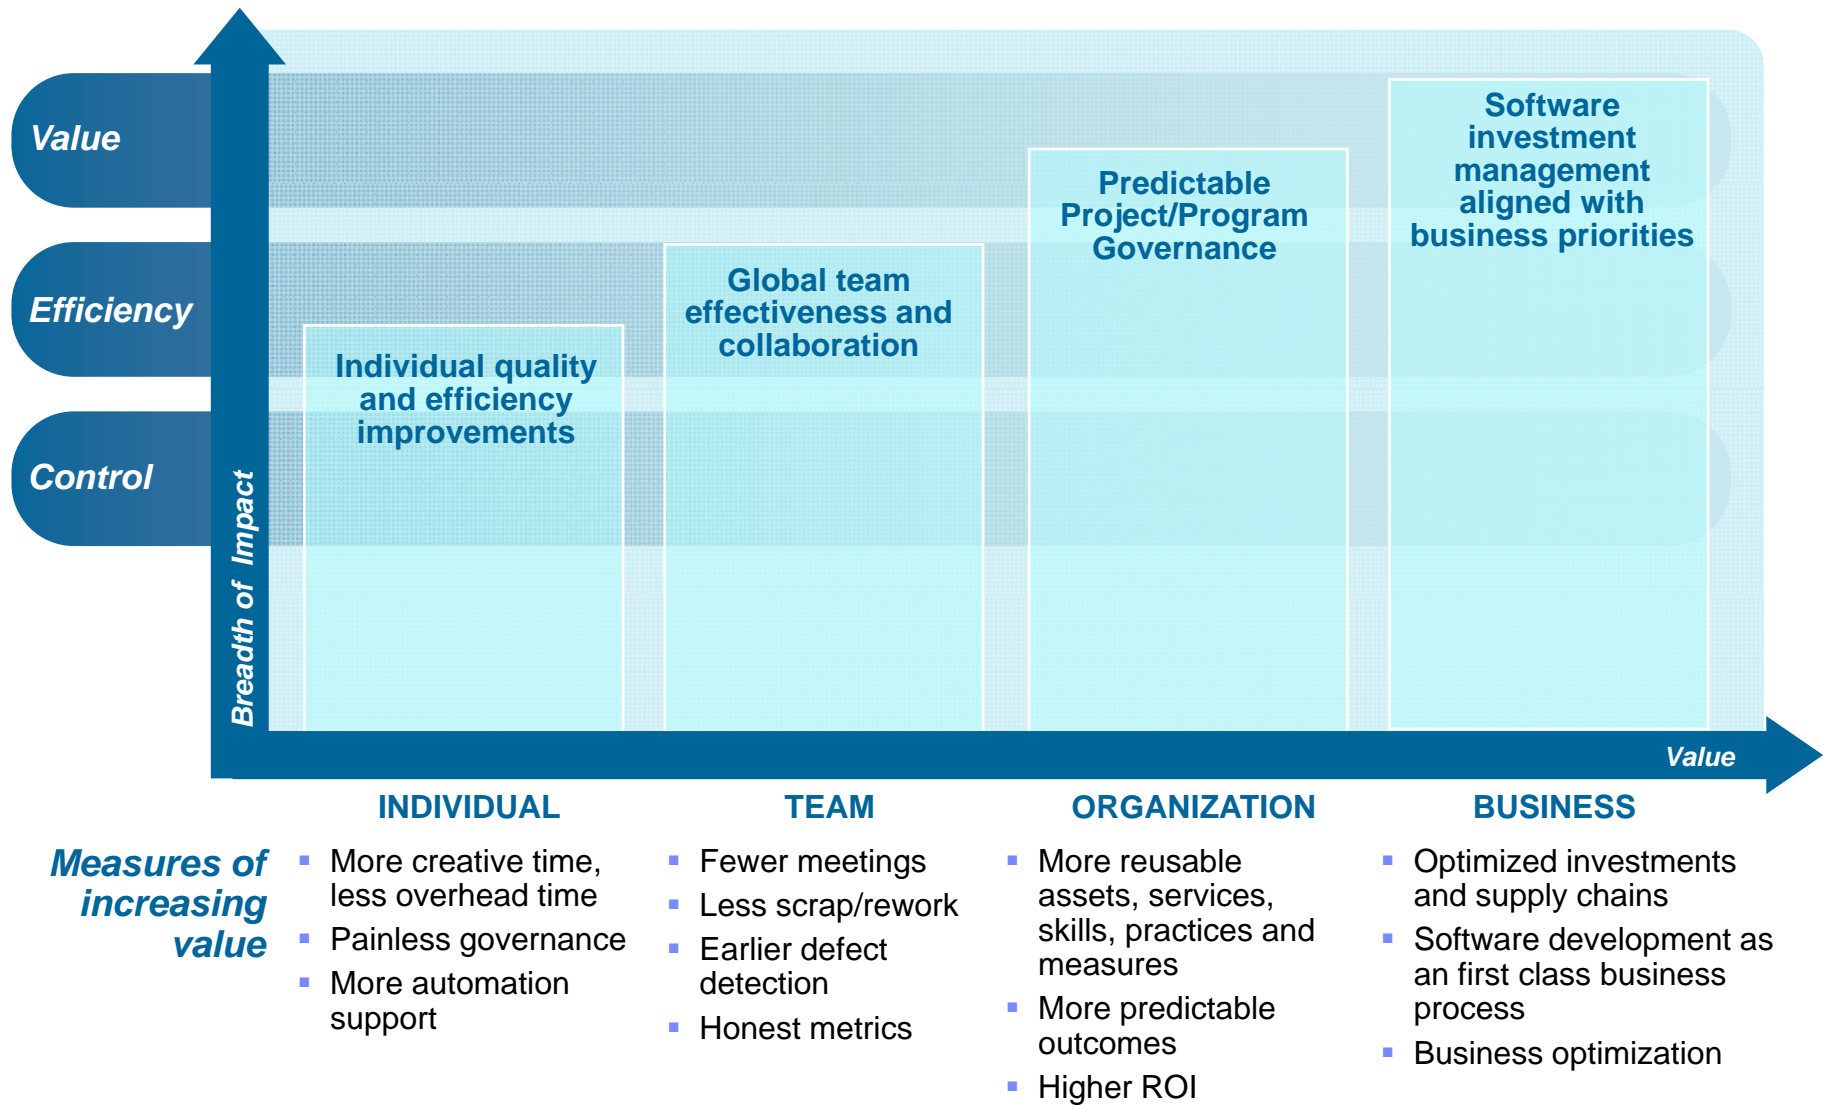 Value
Efficiency
Control
Breadth of Impact
Individual quality
and efficiency
improvements
Global team
effectiveness and
collaboration
Predictable
Project/Program
Governance
Software
investment
management
aligned with
business priorities
Value
INDIVIDUAL
TEAM
ORGANIZATION
BUSINESS
Measures of
increasing
value
▪ More creative time,
less overhead time
▪ Painless governance
▪ More automation
support
▪ Fewer meetings
▪ Less scrap/rework
▪ Earlier defect
detection
▪ Honest metrics
▪ More reusable
assets, services,
skills, practices and
measures
▪ More predictable
outcomes
▪ Higher ROI
▪ Optimized investments
and supply chains
▪ Software development as
an first class business
process
▪ Business optimization